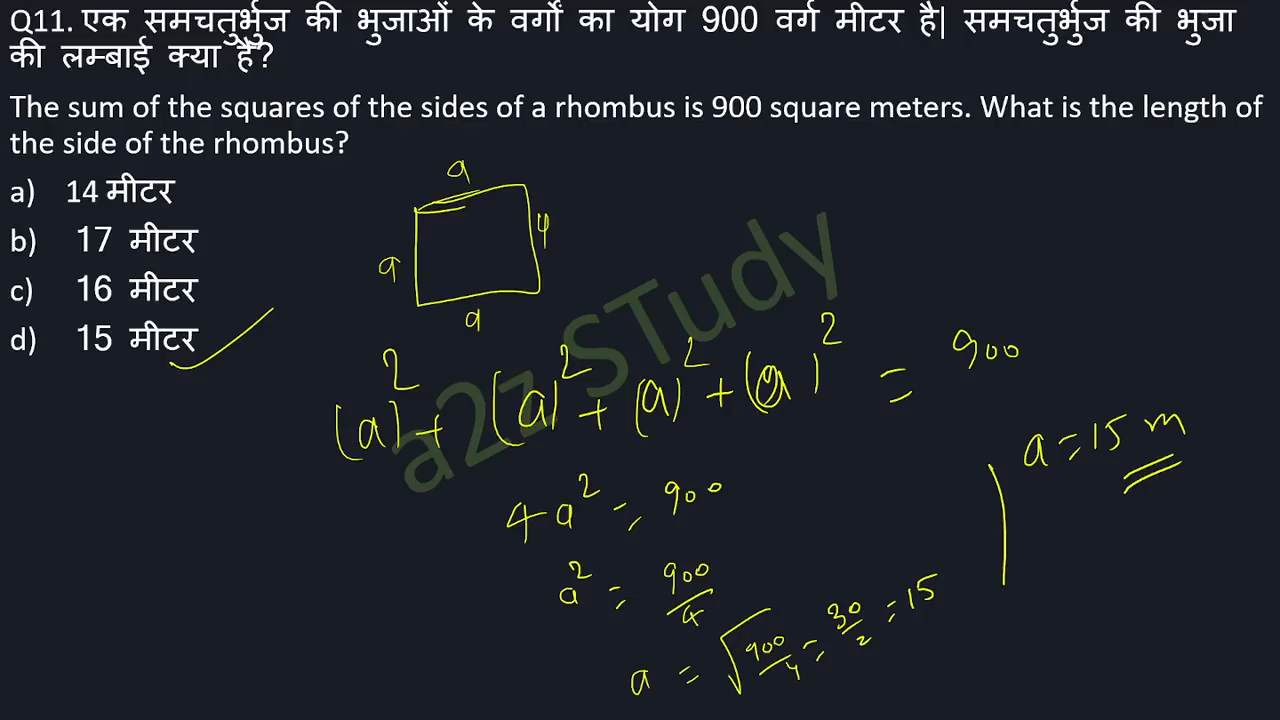 Q11. एक समचतुर्भुज की भुजाओं के वर्गों का योग 900 वर्ग मीटर है| समचतुर्भुज की भुजा
की लम्बाई क्या है?
The sum of the squares of the sides of a rhombus is 900 square meters. What is the length of
the side of the rhombus?
a) 14 मीटर
b) 17 मीटर
c) 16 मीटर
d) 15 मीटर
a
a
a
a2z STudy
(a)² + (a)² + (a)² + (a)² = 900
4a² = 900
a² = 900/4
a = √900/4 = 30/2 = 15
a = 15 m